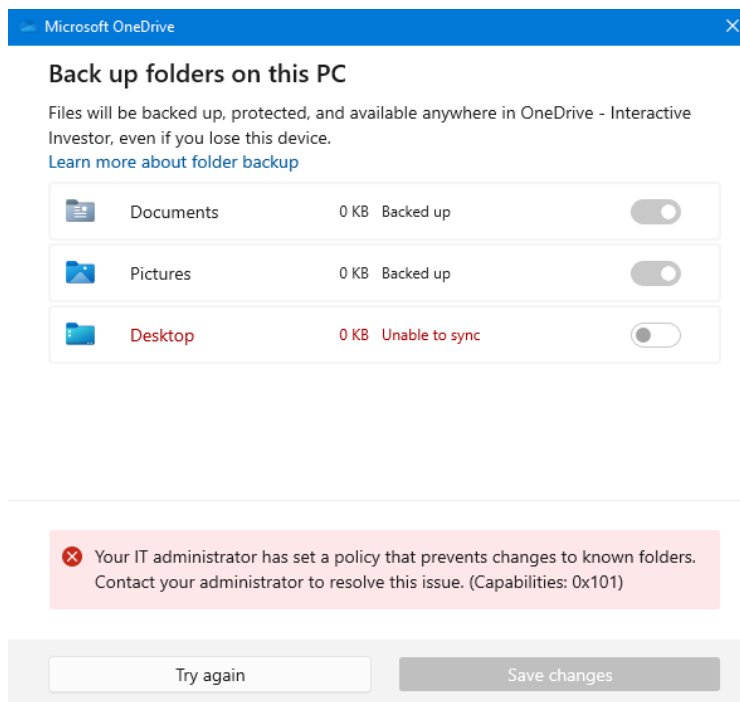 Microsoft OneDrive
Back up folders on this PC
Files will be backed up, protected, and available anywhere in OneDrive - Interactive
Investor, even if you lose this device.
Learn more about folder backup
Documents 0 KB Backed up
Pictures 0 KB Backed up
Desktop 0 KB Unable to sync
Your IT administrator has set a policy that prevents changes to known folders.
Contact your administrator to resolve this issue. (Capabilities: 0x101)
Try again Save changes